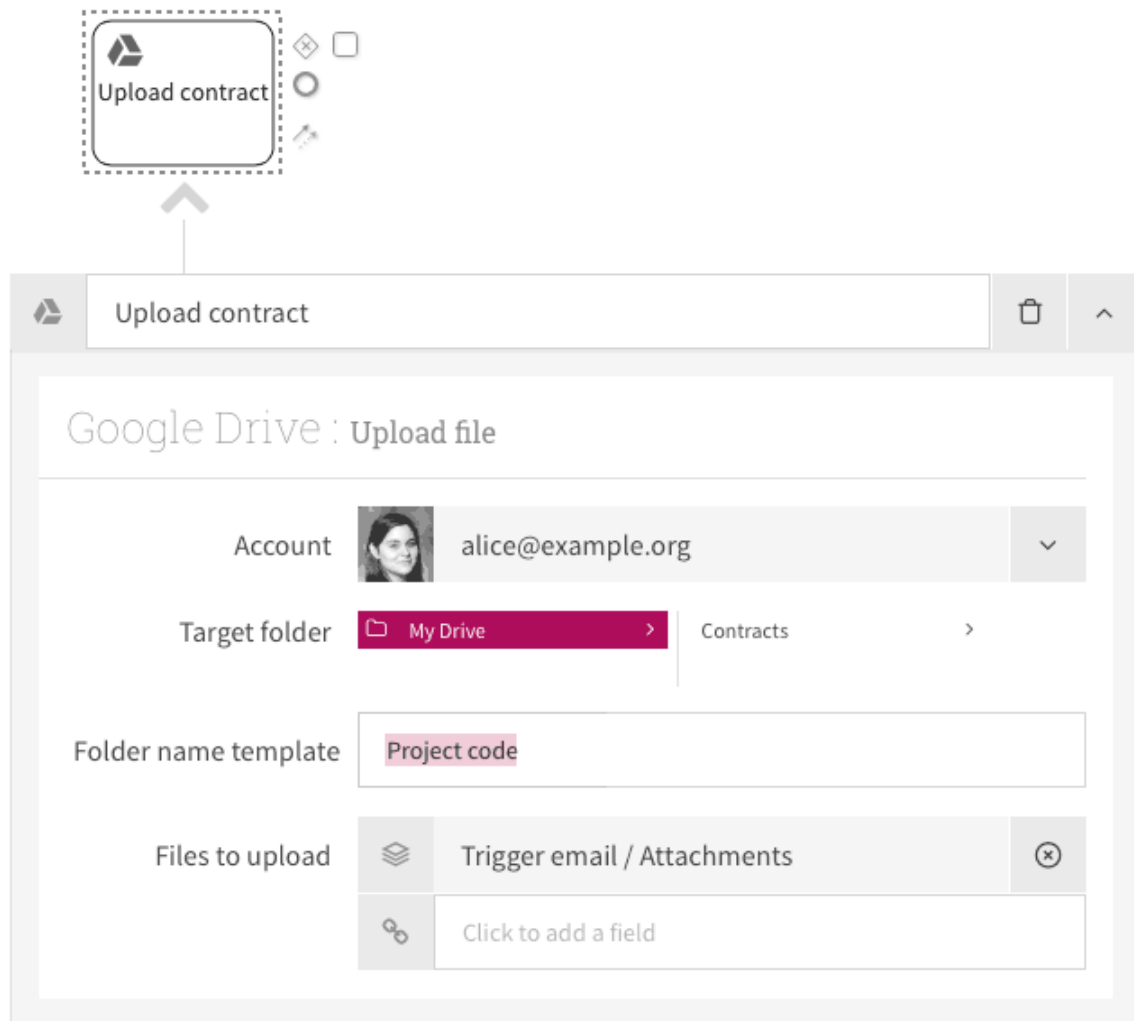 Upload contract
Upload contract
Google Drive : Upload file
Account alice@example.org
Target folder My Drive Contracts
Folder name template Project code
Files to upload Trigger email / Attachments
Click to add a field